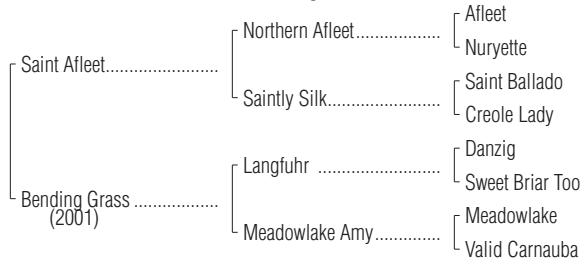 Afleet
Northern Afleet
Nuryette
Saint Afleet
Saint Ballado
Saintly Silk
Creole Lady
Danzig
Langfuhr
Sweet Briar Too
Bending Grass
(2001)
Meadowlake
Meadowlake Amy
Valid Carnauba